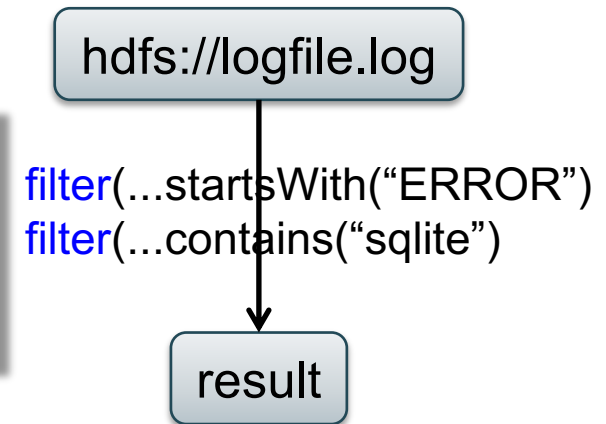 hdfs://logfile.log
filter(...startsWith(“ERROR”)
filter(...contains(“sqlite”)
result